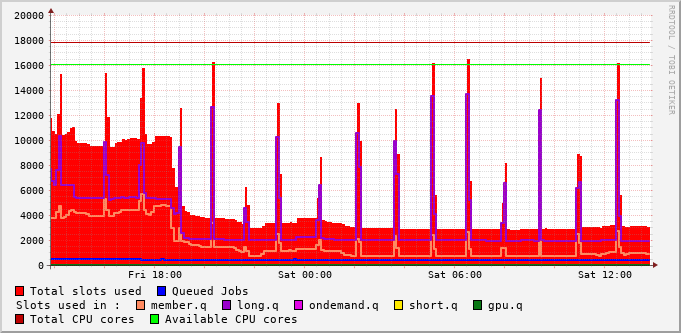 RRDTOOL / TOBI OETIKER
20000
18000
16000
14000
12000
10000
8000
6000
4000
2000
0
Fri 18:00 Sat 00:00 Sat 06:00 Sat 12:00
Total slots used Queued Jobs
Slots used in : member.q long.q ondemand.q short.q gpu.q
Total CPU cores Available CPU cores